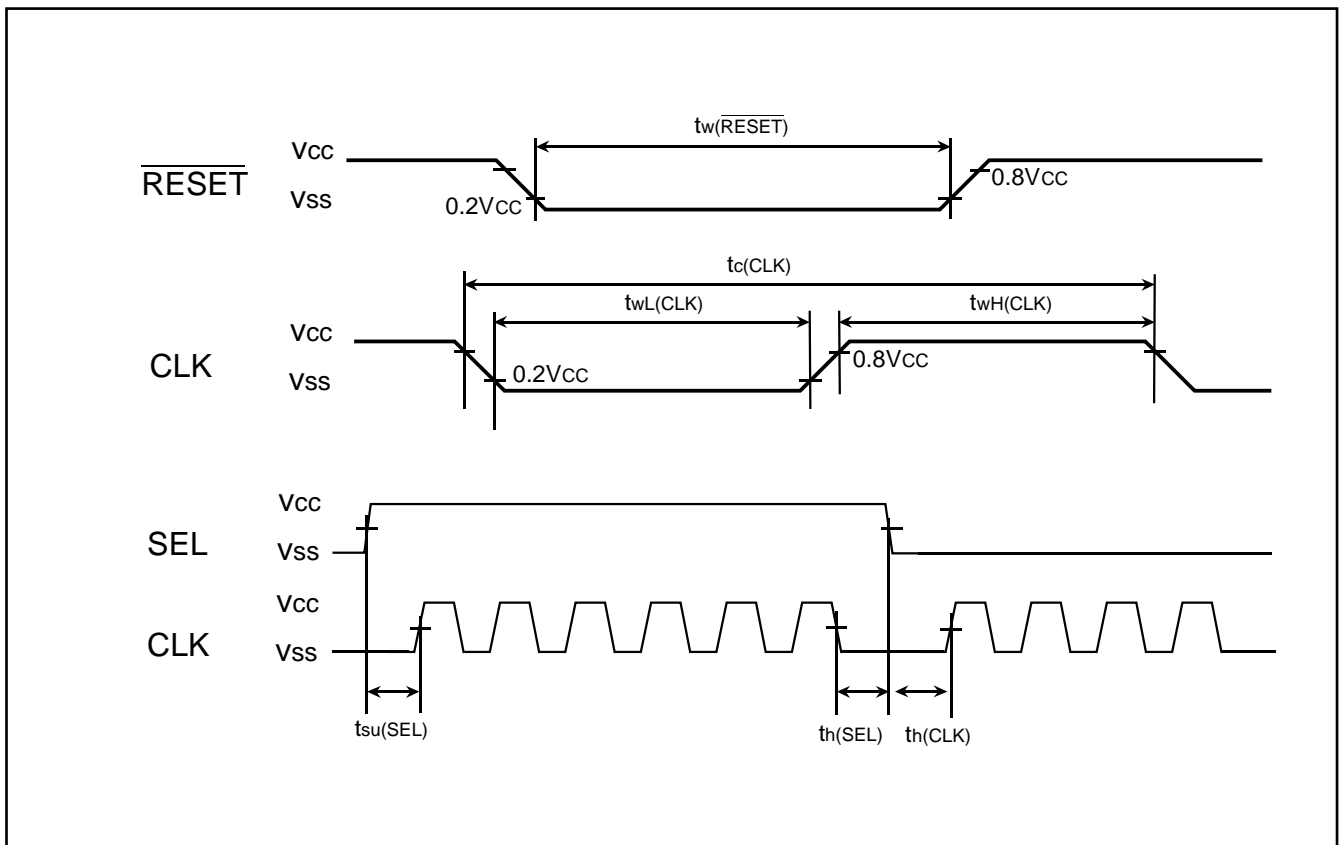 tw(RESET)
Vcc
RESET
Vss
0.2VCC
0.8VCC
tc(CLK)
twL(CLK)
twH(CLK)
Vcc
CLK
Vss
0.2VCC
0.8VCC
Vcc
SEL
Vss
Vcc
CLK
Vss
tsu(SEL)
th(SEL)
th(CLK)